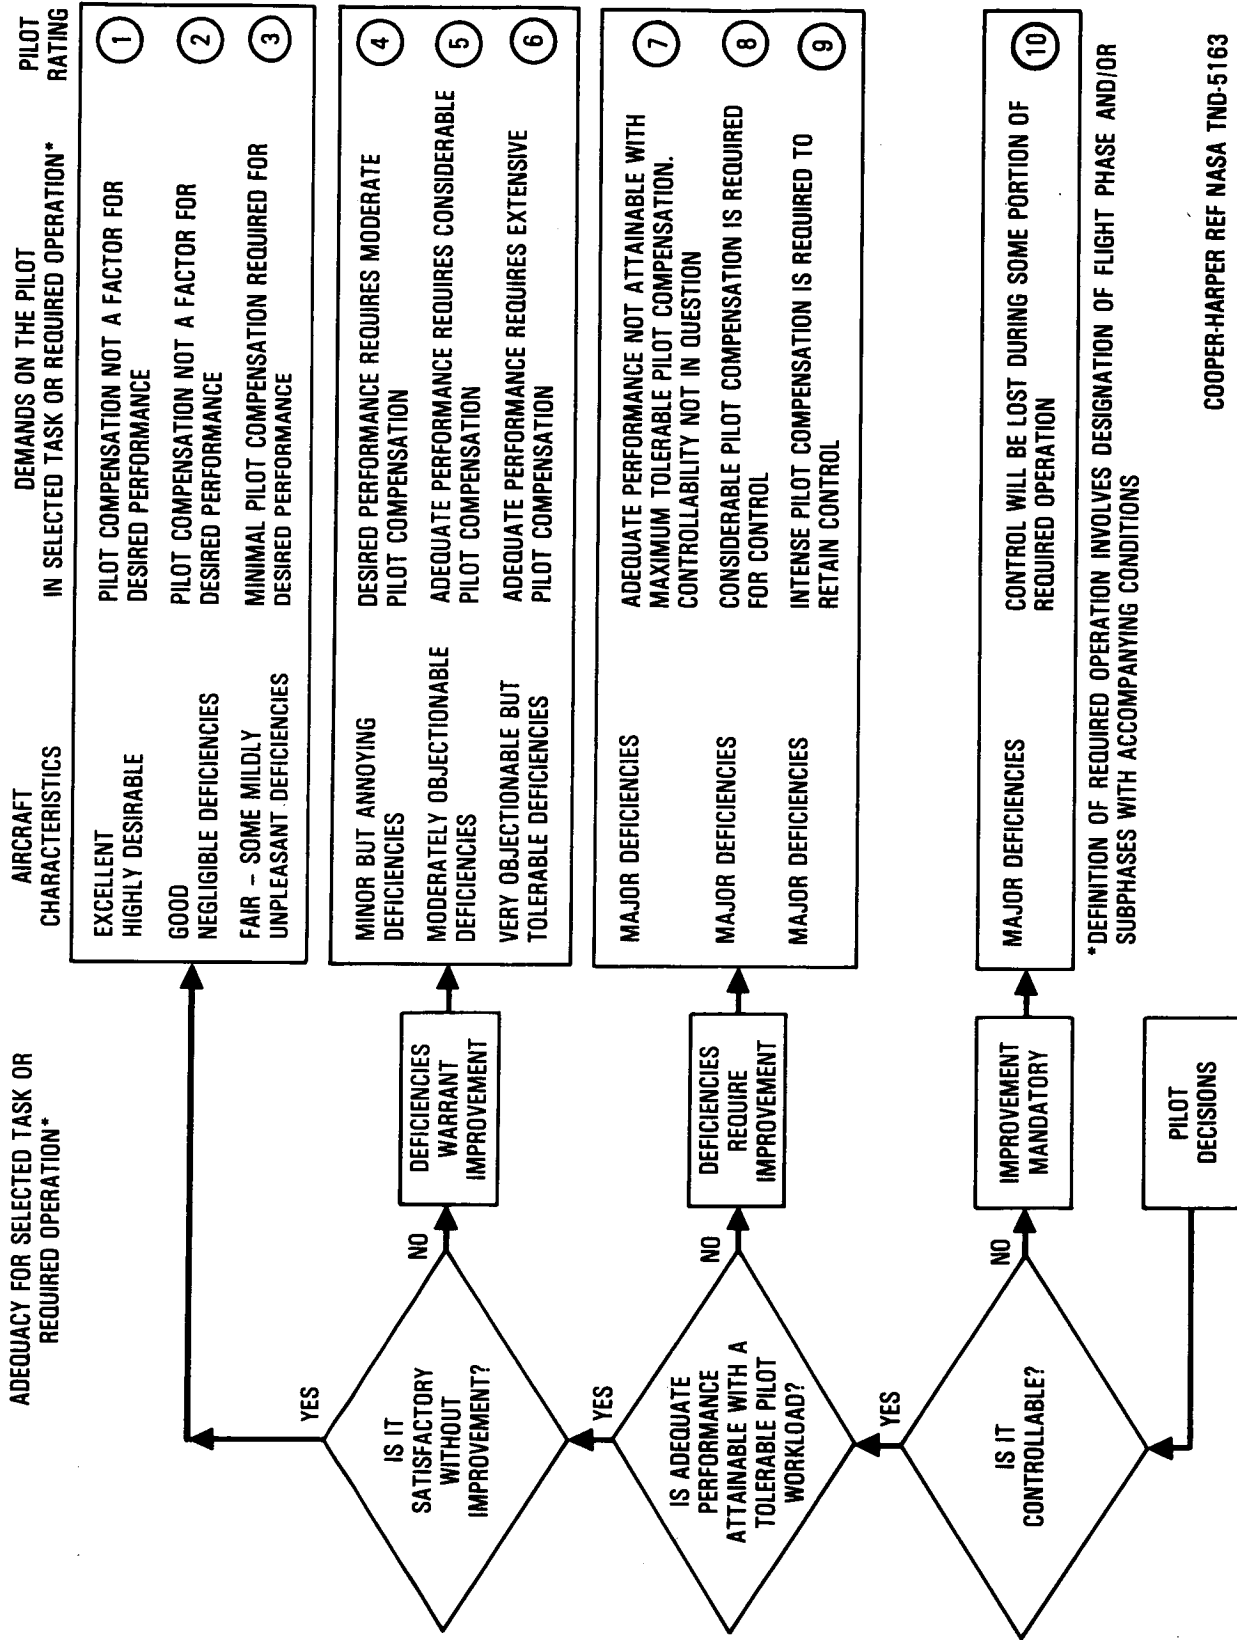 ADEQUACY FOR SELECTED TASK OR
REQUIRED OPERATION*
AIRCRAFT
CHARACTERISTICS
DEMANDS ON THE PILOT
IN SELECTED TASK OR REQUIRED OPERATION*
PILOT
RATING
EXCELLENT
HIGHLY DESIRABLE
PILOT COMPENSATION NOT A FACTOR FOR
DESIRED PERFORMANCE
1
GOOD
NEGLIGIBLE DEFICIENCIES
PILOT COMPENSATION NOT A FACTOR FOR
DESIRED PERFORMANCE
2
FAIR – SOME MILDLY
UNPLEASANT DEFICIENCIES
MINIMAL PILOT COMPENSATION REQUIRED FOR
DESIRED PERFORMANCE
3
YES
IS IT
SATISFACTORY
WITHOUT
IMPROVEMENT?
NO
DEFICIENCIES
WARRANT
IMPROVEMENT
MINOR BUT ANNOYING
DEFICIENCIES
DESIRED PERFORMANCE REQUIRES MODERATE
PILOT COMPENSATION
4
MODERATELY OBJECTIONABLE
DEFICIENCIES
ADEQUATE PERFORMANCE REQUIRES CONSIDERABLE
PILOT COMPENSATION
5
VERY OBJECTIONABLE BUT
TOLERABLE DEFICIENCIES
ADEQUATE PERFORMANCE REQUIRES EXTENSIVE
PILOT COMPENSATION
6
YES
IS ADEQUATE
PERFORMANCE
ATTAINABLE WITH A
TOLERABLE PILOT
WORKLOAD?
NO
DEFICIENCIES
REQUIRE
IMPROVEMENT
MAJOR DEFICIENCIES
ADEQUATE PERFORMANCE NOT ATTAINABLE WITH
MAXIMUM TOLERABLE PILOT COMPENSATION.
CONTROLLABILITY NOT IN QUESTION
7
MAJOR DEFICIENCIES
CONSIDERABLE PILOT COMPENSATION IS REQUIRED
FOR CONTROL
8
MAJOR DEFICIENCIES
INTENSE PILOT COMPENSATION IS REQUIRED TO
RETAIN CONTROL
9
YES
IS IT
CONTROLLABLE?
NO
IMPROVEMENT
MANDATORY
MAJOR DEFICIENCIES
CONTROL WILL BE LOST DURING SOME PORTION OF
REQUIRED OPERATION
10
PILOT
DECISIONS
*DEFINITION OF REQUIRED OPERATION INVOLVES DESIGNATION OF FLIGHT PHASE AND/OR
SUBPHASES WITH ACCOMPANYING CONDITIONS
COOPER-HARPER REF NASA TND-5163